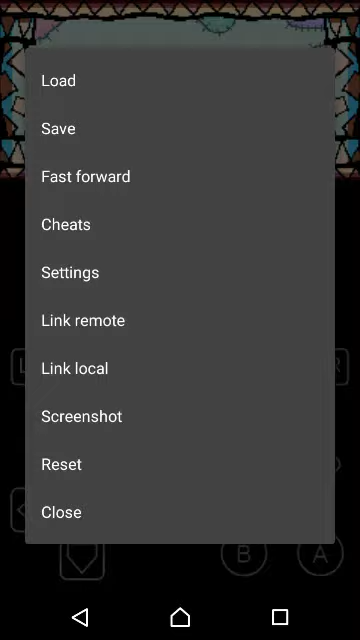 Load
Save
Fast forward
Cheats
Settings
Link remote
Link local
Screenshot
Reset
Close
B
A